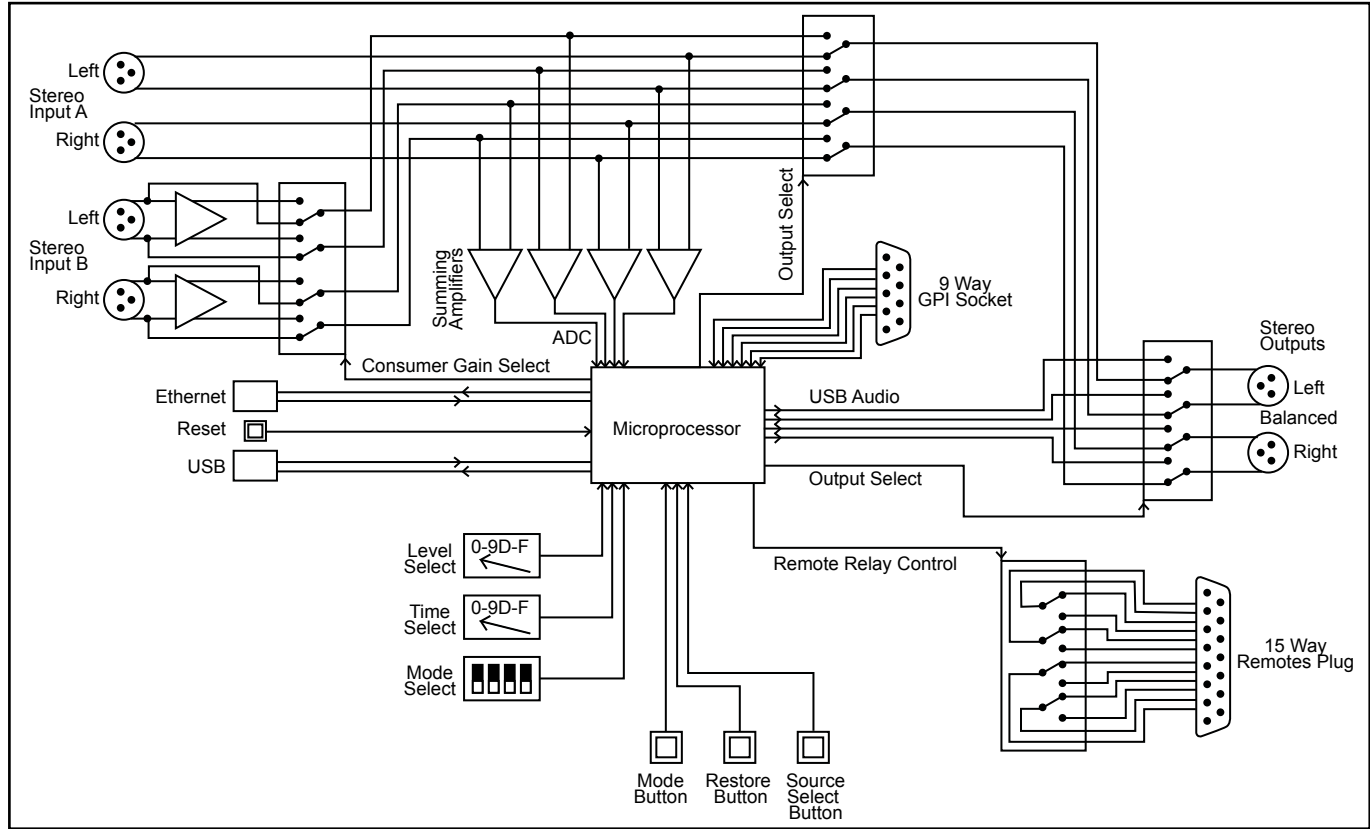 Left
Stereo
Input A
Right
Left
Stereo
Input B
Right
Summing
Amplifiers
ADC
Output Select
9 Way
GPI Socket
Consumer Gain Select
Ethernet
Reset
USB
Microprocessor
USB Audio
Output Select
Stereo
Outputs
Left
Balanced
Right
Level
Select
0-9D-F
Time
Select
0-9D-F
Mode
Select
Remote Relay Control
15 Way
Remotes Plug
Mode
Button
Restore
Button
Source
Select
Button